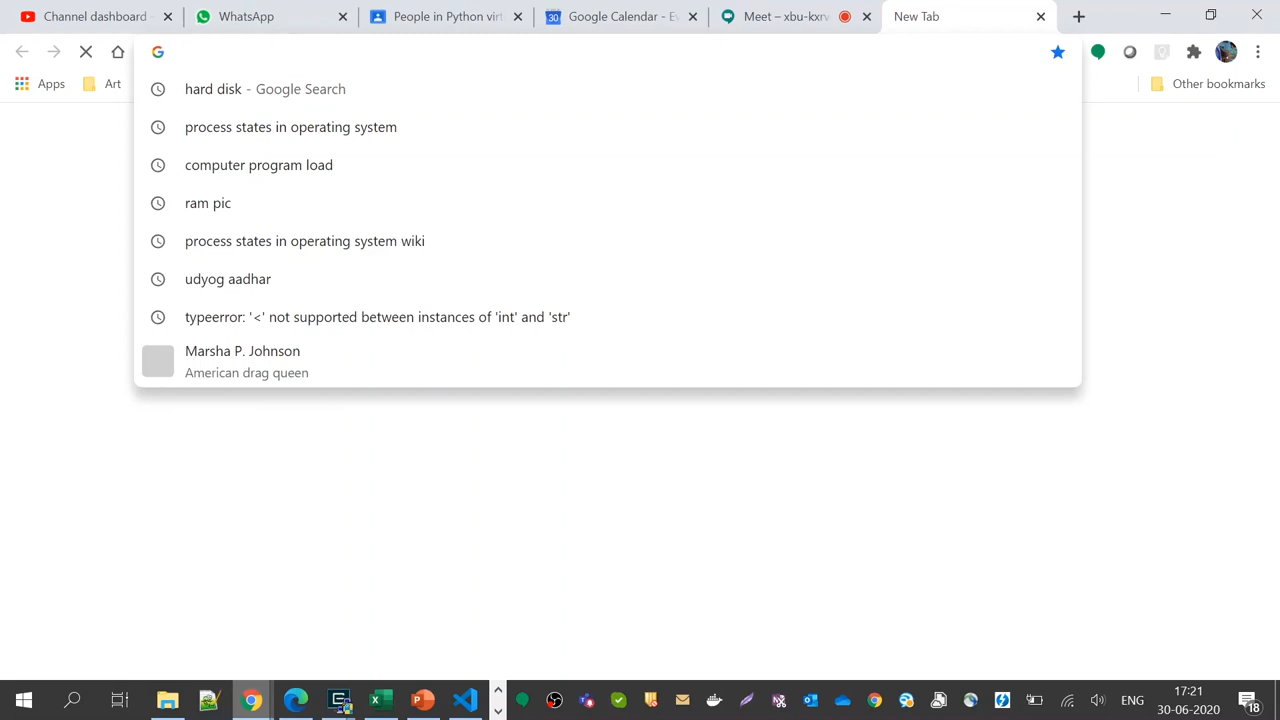 Channel dashboard
WhatsApp
People in Python virt
30 Google Calendar - Ev
Meet – xbu-kxrv
New Tab
Apps
Art
Other bookmarks
hard disk - Google Search
process states in operating system
computer program load
ram pic
process states in operating system wiki
udyog aadhar
typeerror: '<' not supported between instances of 'int' and 'str'
Marsha P. Johnson
American drag queen
ENG
17:21
30-06-2020
18